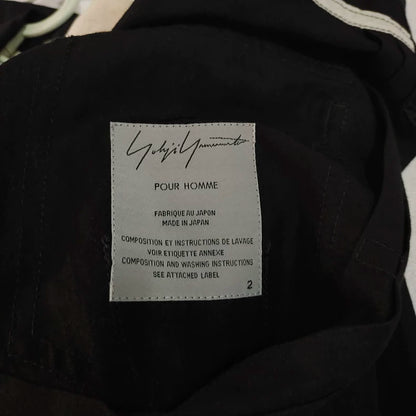 Yohji Yamamoto
POUR HOMME
FABRIQUE AU JAPON
MADE IN JAPAN
COMPOSITION ET INSTRUCTIONS DE LAVAGE
VOIR ETIQUETTE ANNEXE
COMPOSITION AND WASHING INSTRUCTIONS
SEE ATTACHED LABEL
2